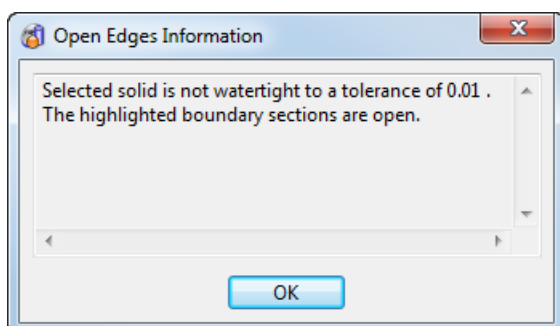 Open Edges Information
Selected solid is not watertight to a tolerance of 0.01 .
The highlighted boundary sections are open.
OK